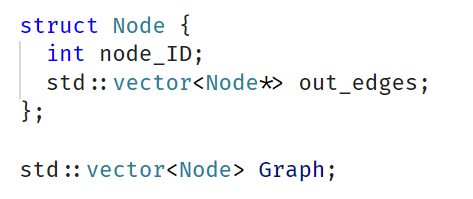 struct Node {
  int node_ID;
  std::vector<Node*> out_edges;
};

std::vector<Node> Graph;